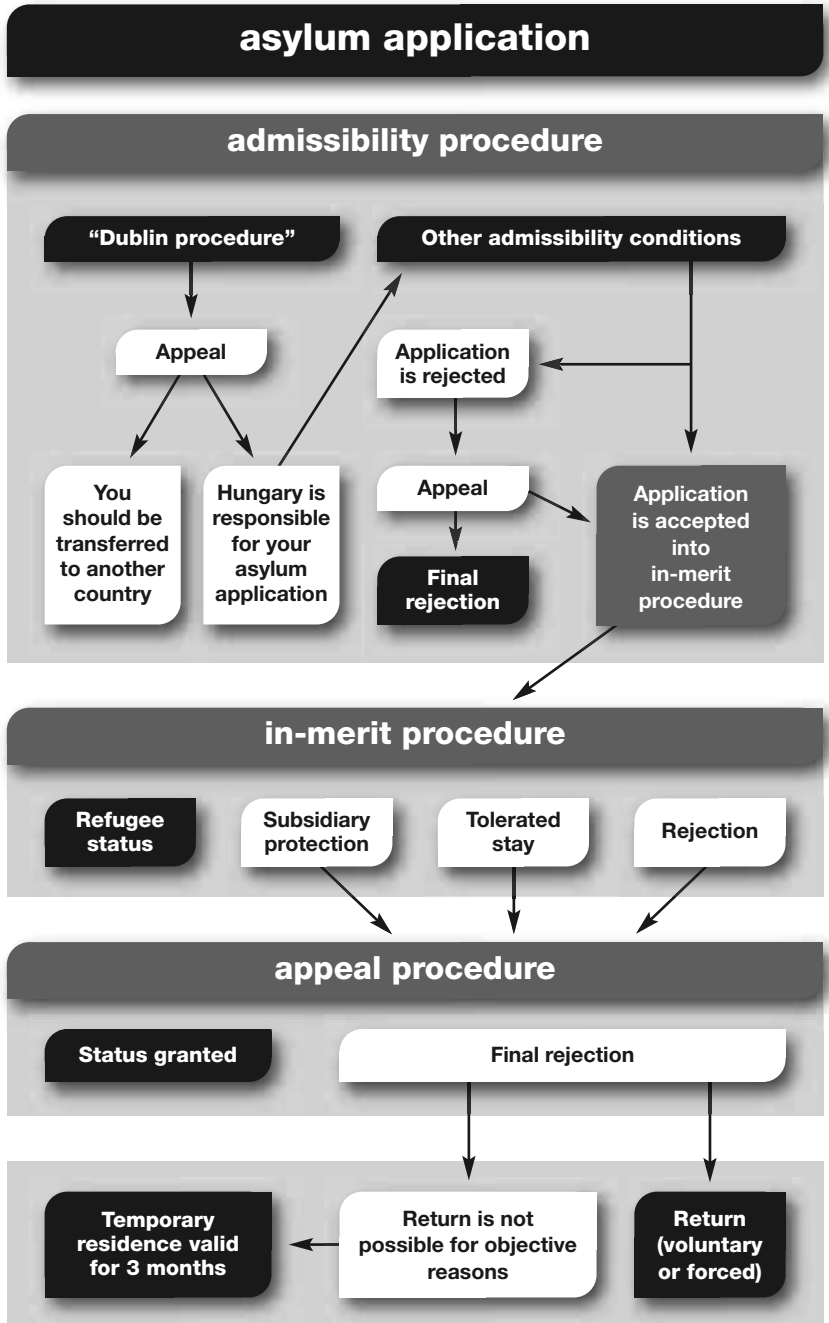 asylum application
admissibility procedure
“Dublin procedure”
Other admissibility conditions
Appeal
Application
is rejected
You
should be
transferred
to another
country
Hungary is
responsible
for your
asylum
application
Appeal
Final
rejection
Application
is accepted
into
in-merit
procedure
in-merit procedure
Refugee
status
Subsidiary
protection
Tolerated
stay
Rejection
appeal procedure
Status granted
Final rejection
Temporary
residence valid
for 3 months
Return is not
possible for objective
reasons
Return
(voluntary
or forced)